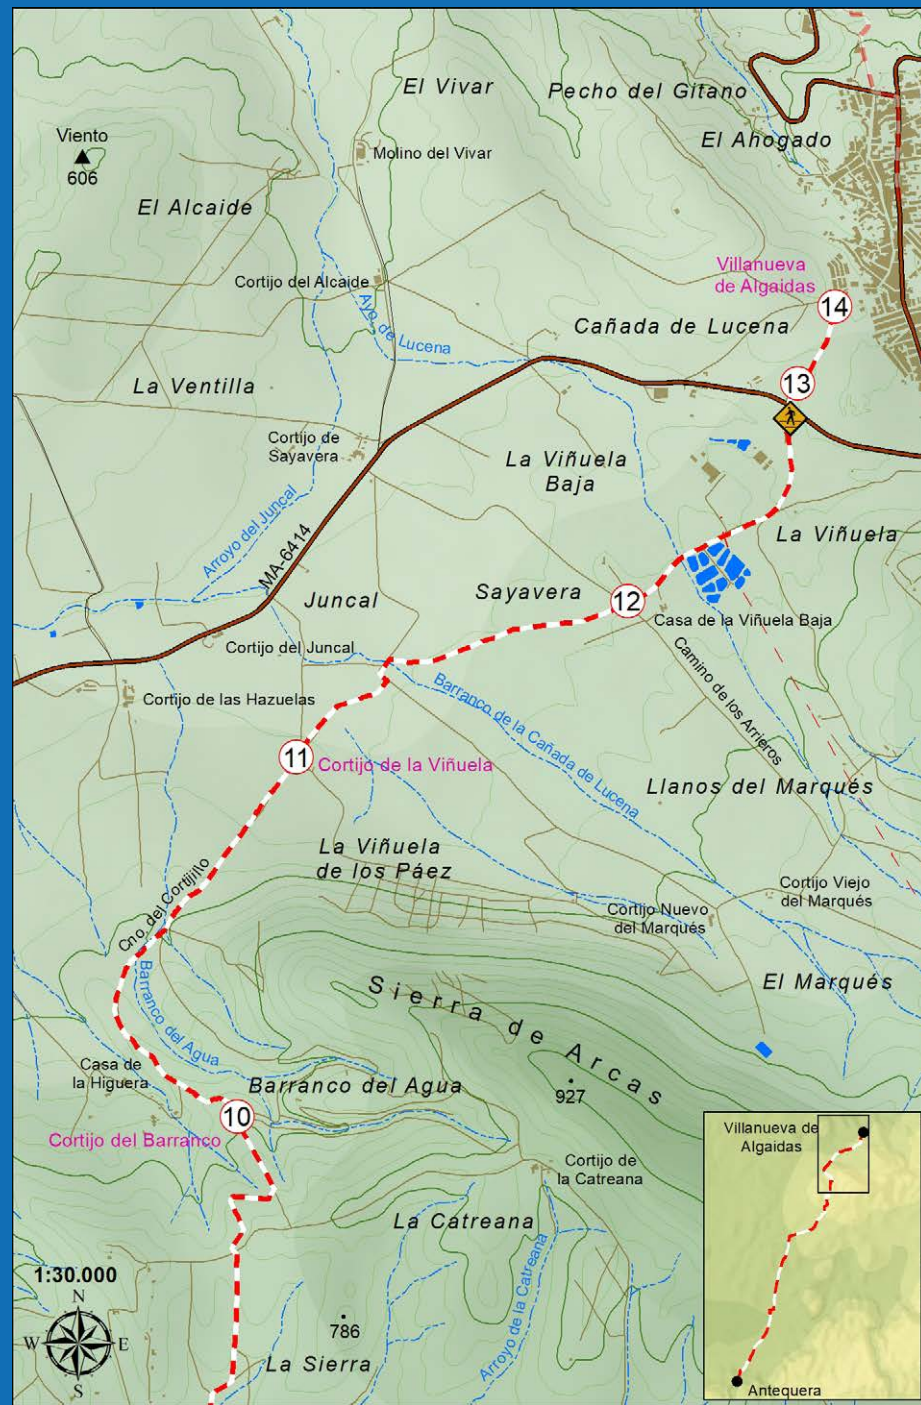 El Vivar
Pecho del Gitano
Viento
606
Molino del Vivar
El Ahogado
El Alcaide
Villanueva
de Algaidas
Cortijo del Alcaide
14
Ayo. de Lucena
Cañada de Lucena
La Ventilla
13
Cortijo de
Sayavera
La Viñuela
Baja
Arroyo del Juncal
MA-6414
La Viñuela
Juncal
Sayavera
12
Casa de la Viñuela Baja
Cortijo del Juncal
Camino de los Arrieros
Cortijo de las Hazuelas
Barranco de la Cañada de Lucena
11
Cortijo de la Viñuela
Llanos del Marqués
La Viñuela
de los Páez
Cno. del Cortijillo
Cortijo Viejo
del Marqués
Cortijo Nuevo
del Marqués
Barranco del Agua
El Marqués
Sierra de Arcas
Casa de
la Higuera
Barranco del Agua
927
10
Cortijo del Barranco
Villanueva de
Algaidas
Cortijo de
la Catreana
La Catreana
Arroyo de la Catreana
1:30.000
N
W
E
S
786
La Sierra
Antequera